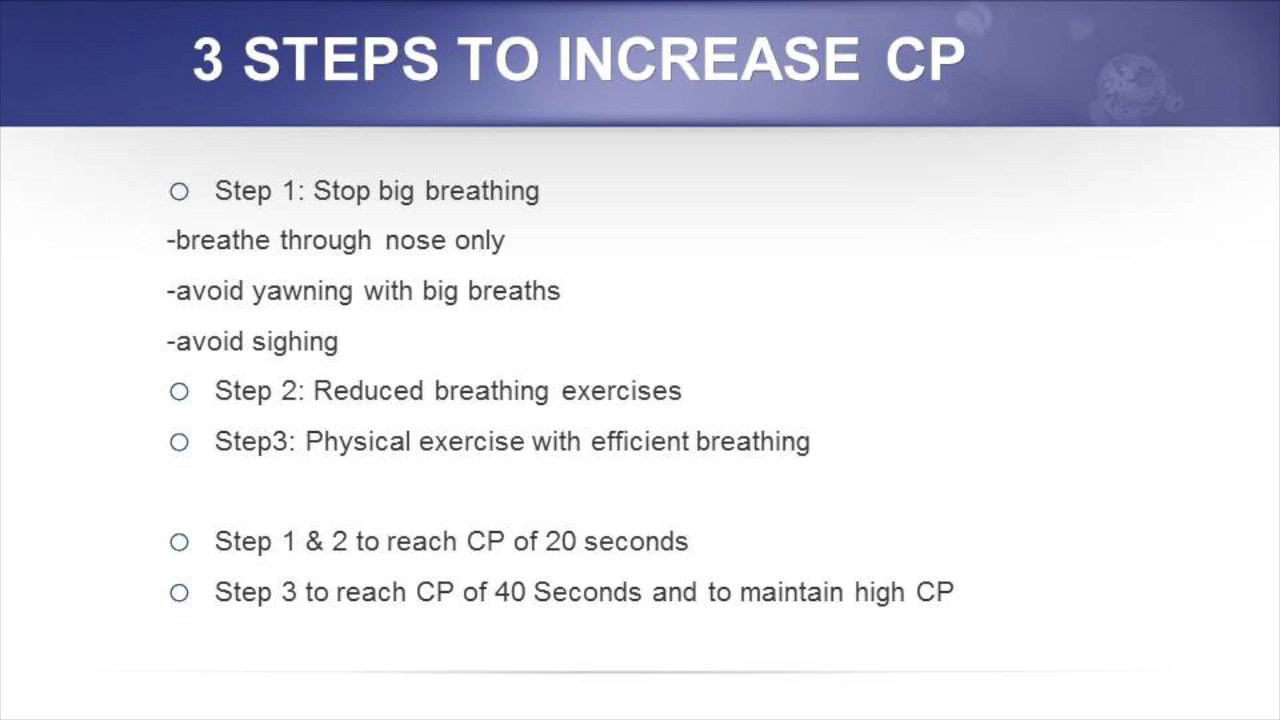 3 STEPS TO INCREASE CP
Step 1: Stop big breathing
-breathe through nose only
-avoid yawning with big breaths
-avoid sighing
Step 2: Reduced breathing exercises
Step3: Physical exercise with efficient breathing
Step 1 & 2 to reach CP of 20 seconds
Step 3 to reach CP of 40 Seconds and to maintain high CP